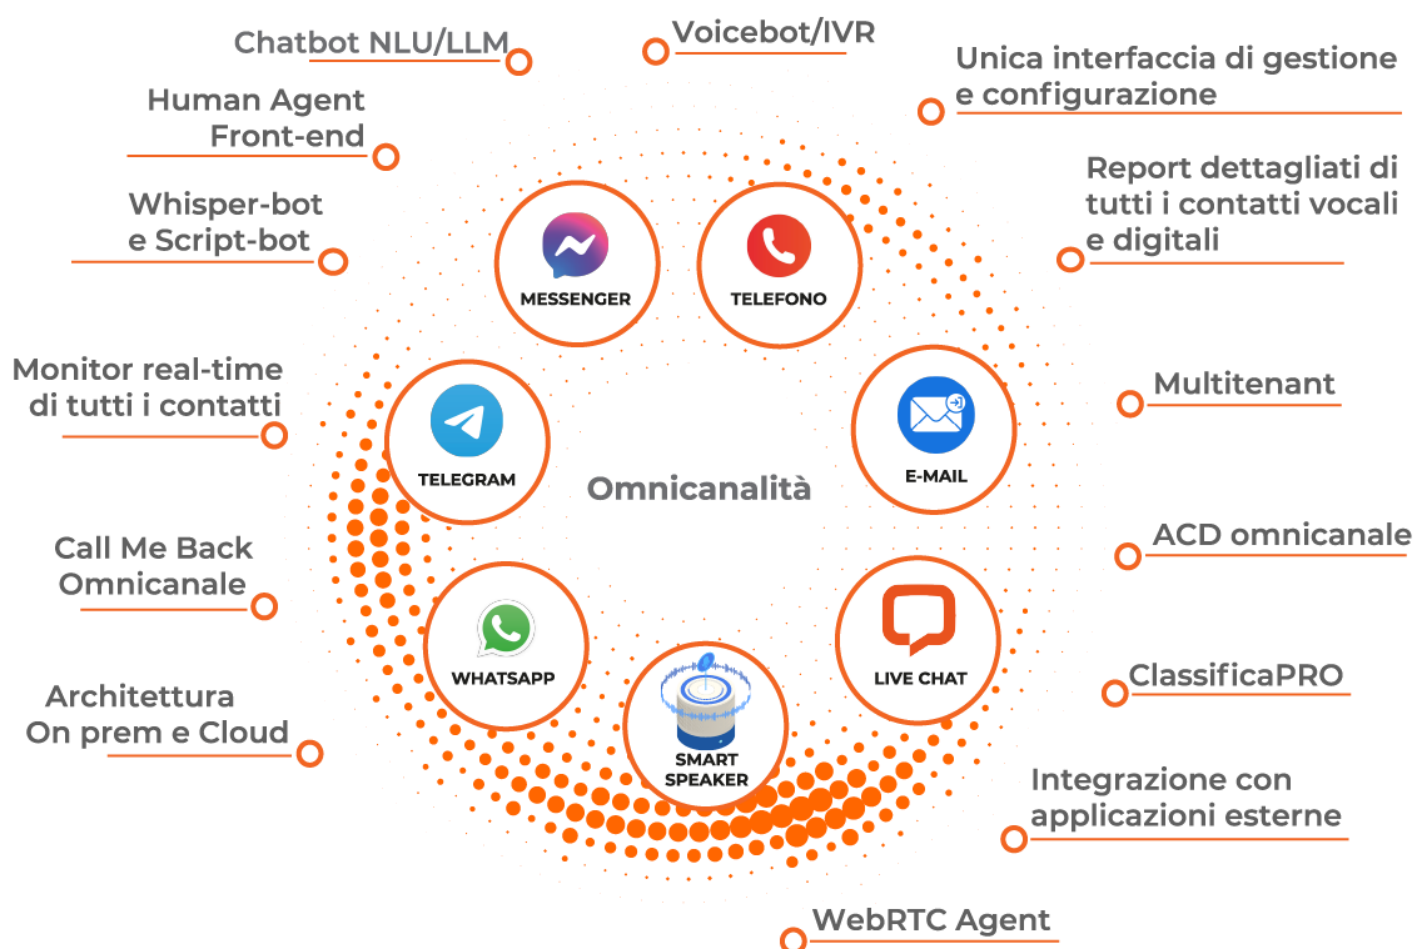 Chatbot NLU/LLM
Voicebot/IVR
Unica interfaccia di gestione
e configurazione
Human Agent
Front-end
Report dettagliati di
tutti i contatti vocali
e digitali
Whisper-bot
e Script-bot
MESSENGER
TELEFONO
Monitor real-time
di tutti i contatti
Multitenant
TELEGRAM
E-MAIL
Omnicanalità
Call Me Back
Omnicanale
ACD omnicanale
WHATSAPP
LIVE CHAT
ClassificaPRO
Architettura
On prem e Cloud
SMART
SPEAKER
Integrazione con
applicazioni esterne
WebRTC Agent